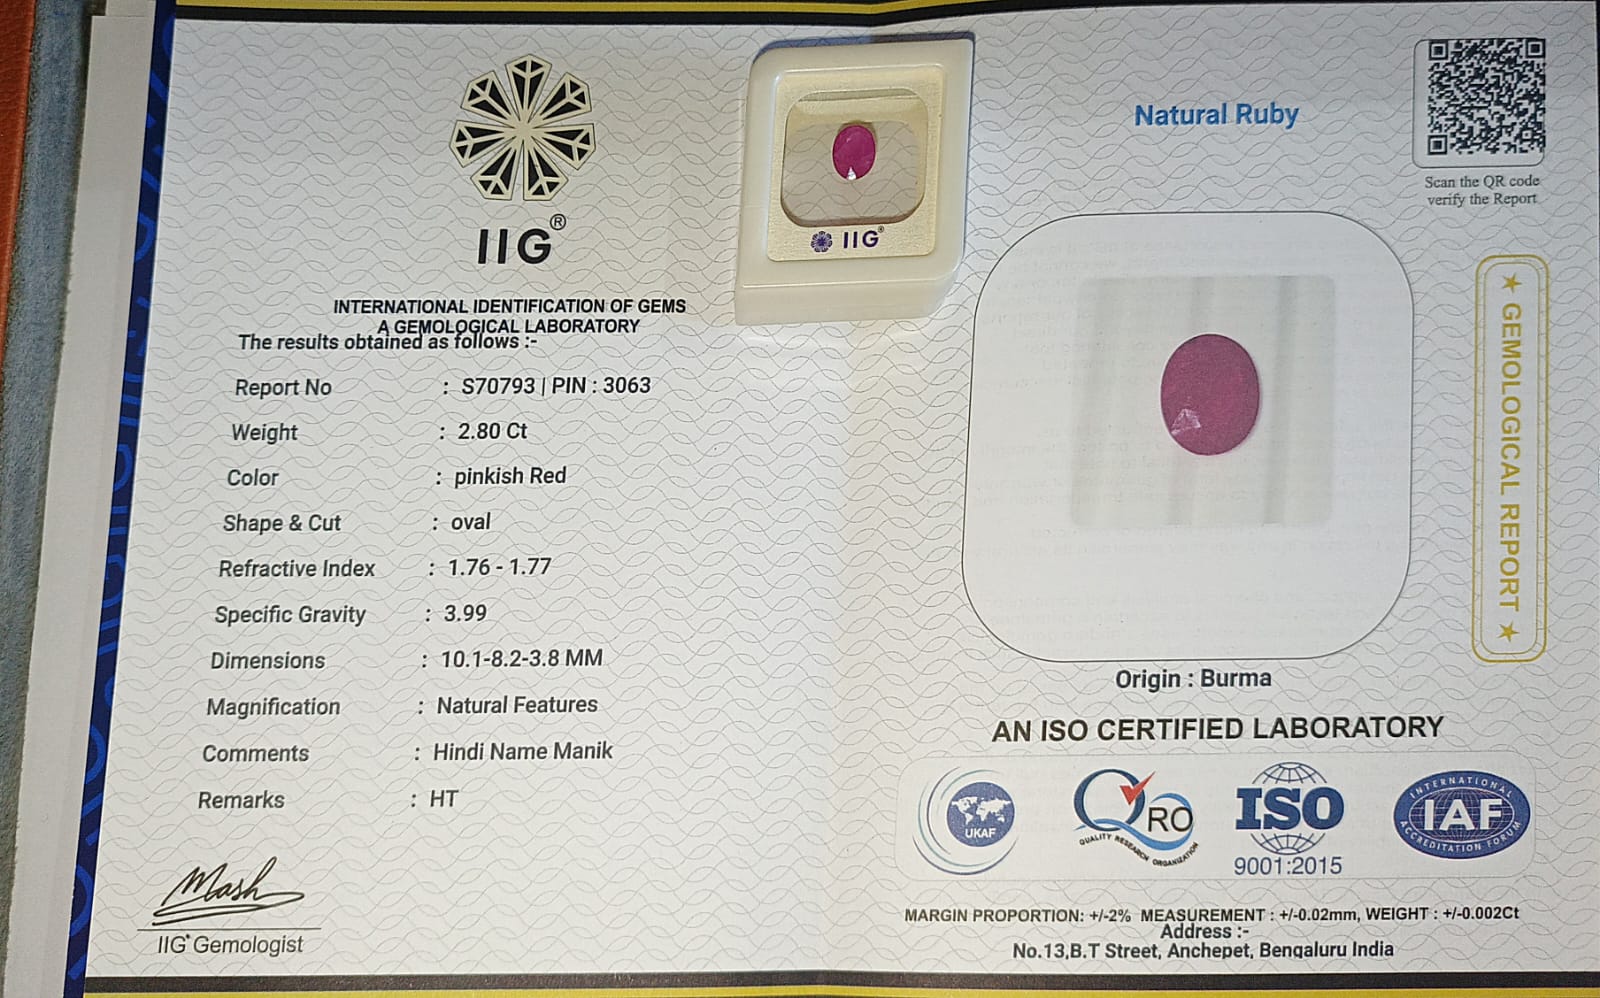 IIG®
INTERNATIONAL IDENTIFICATION OF GEMS
A GEMOLOGICAL LABORATORY
The results obtained as follows :-
Report No : S70793 | PIN : 3063
Weight : 2.80 Ct
Color : pinkish Red
Shape & Cut : oval
Refractive Index : 1.76 - 1.77
Specific Gravity : 3.99
Dimensions : 10.1-8.2-3.8 MM
Magnification : Natural Features
Comments : Hindi Name Manik
Remarks : HT
Mash
IIG® Gemologist
IIG®
Natural Ruby
Scan the QR code
verify the Report
★ GEMOLOGICAL REPORT ★
Origin : Burma
AN ISO CERTIFIED LABORATORY
UKAF
QRO
QUALITY RESEARCH ORGANIZATION
ISO
9001:2015
INTERNATIONAL
IAF
ACCREDITATION FORUM
MARGIN PROPORTION: +/-2% MEASUREMENT : +/-0.02mm, WEIGHT : +/-0.002Ct
Address :-
No.13,B.T Street, Anchepet, Bengaluru India